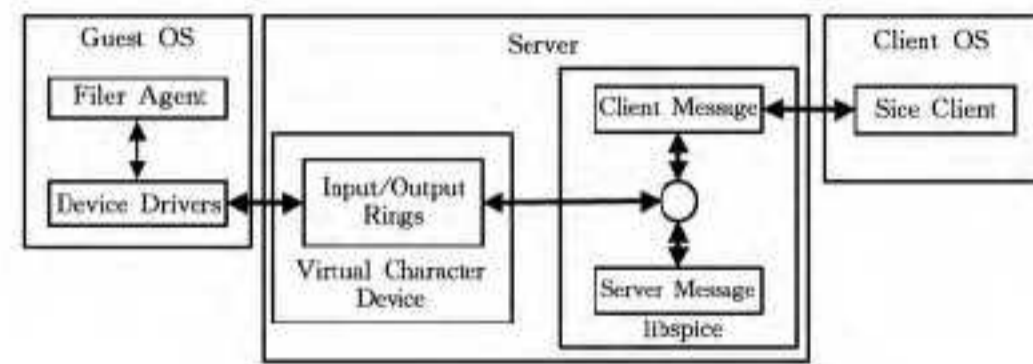 Guest OS
Filer Agent
Device Drivers
Server
Input/Output
Rings
Virtual Character
Device
Client Message
Server Message
libspice
Client OS
Sice Client